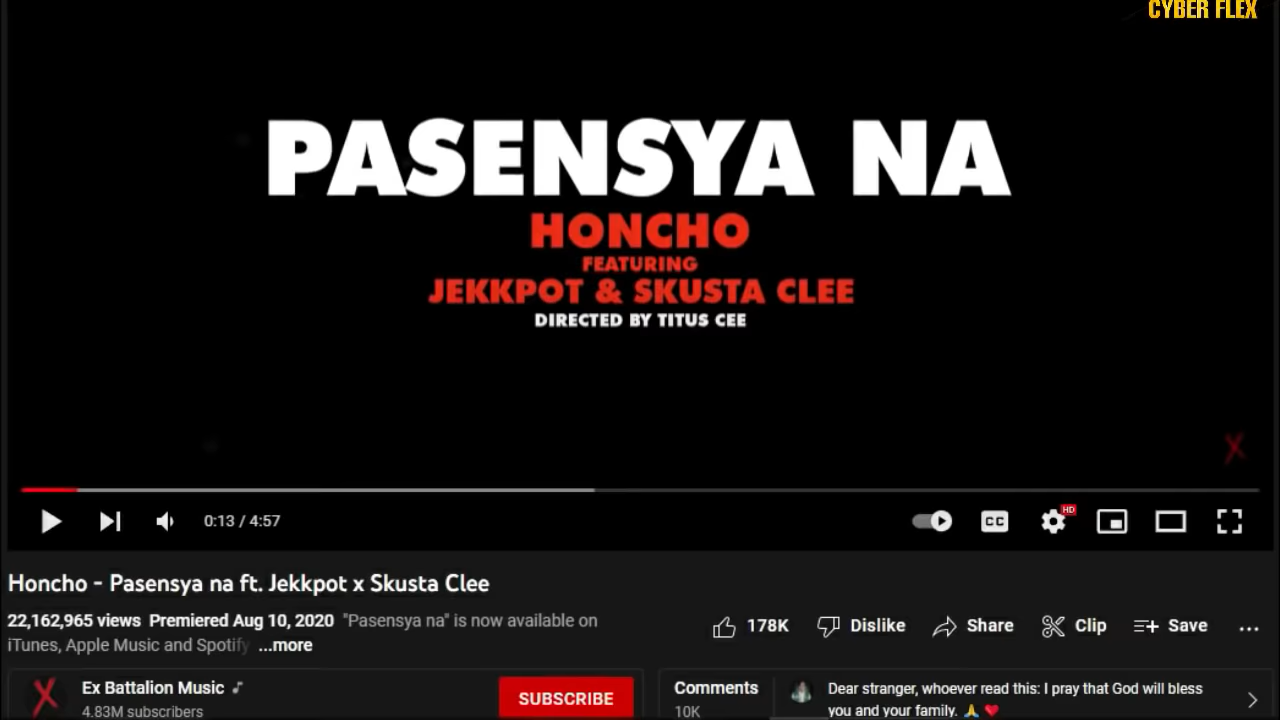 CYBER FLEX
PASENSYA NA
HONCHO
FEATURING
JEKKPOT & SKUSTA CLEE
DIRECTED BY TITUS CEE
0:13 / 4:57
CC
HD
Honcho - Pasensya na ft. Jekkpot x Skusta Clee
22,162,965 views Premiered Aug 10, 2020 "Pasensya na" is now available on
iTunes, Apple Music and Spotify ...more
178K Dislike Share Clip Save ...
Ex Battalion Music
4.83M subscribers
SUBSCRIBE
Comments
10K
Dear stranger, whoever read this: I pray that God will bless
you and your family. 🙏 ❤️